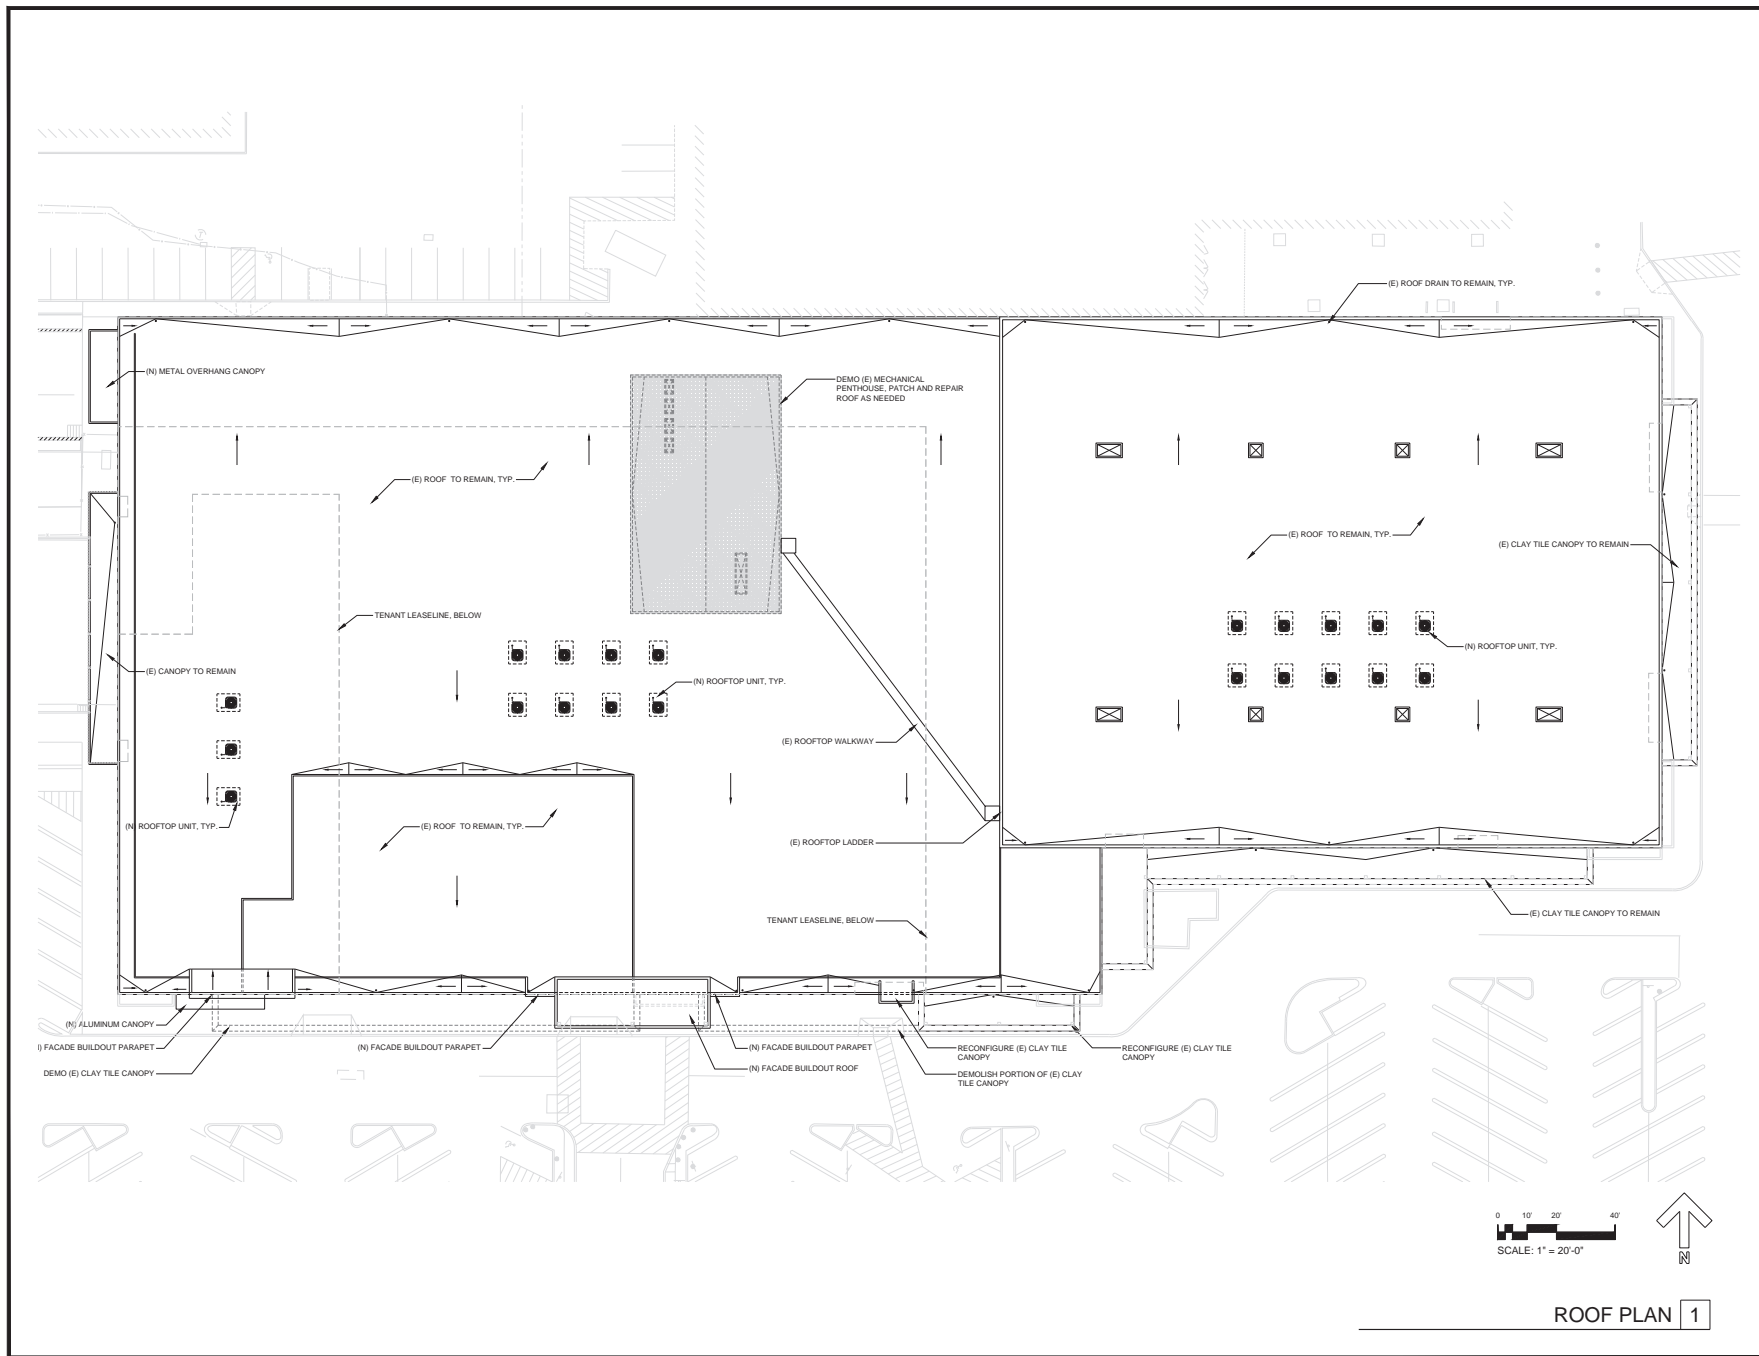 (E) ROOF DRAIN TO REMAIN, TYP.
(N) METAL OVERHANG CANOPY
DEMO (E) MECHANICAL
PENTHOUSE, PATCH AND REPAIR
ROOF AS NEEDED
(E) ROOF TO REMAIN, TYP.
(E) ROOF TO REMAIN, TYP.
(E) CLAY TILE CANOPY TO REMAIN
TENANT LEASELINE, BELOW
(N) ROOFTOP UNIT, TYP.
(E) CANOPY TO REMAIN
(N) ROOFTOP UNIT, TYP.
(E) ROOFTOP WALKWAY
(N) ROOFTOP UNIT, TYP.
(E) ROOF TO REMAIN, TYP.
(E) ROOFTOP LADDER
TENANT LEASELINE, BELOW
(E) CLAY TILE CANOPY TO REMAIN
(N) ALUMINUM CANOPY
) FACADE BUILDOUT PARAPET
(N) FACADE BUILDOUT PARAPET
(N) FACADE BUILDOUT PARAPET
RECONFIGURE (E) CLAY TILE
CANOPY
RECONFIGURE (E) CLAY TILE
CANOPY
DEMO (E) CLAY TILE CANOPY
(N) FACADE BUILDOUT ROOF
DEMOLISH PORTION OF (E) CLAY
TILE CANOPY
0 10' 20' 40'
SCALE: 1" = 20'-0"
N
ROOF PLAN 1